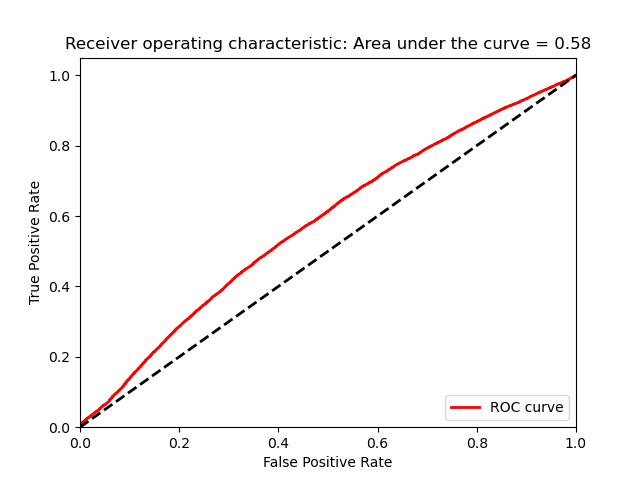 Receiver operating characteristic: Area under the curve = 0.58
True Positive Rate
1.0
0.8
0.6
0.4
0.2
0.0
ROC curve
0.0 0.2 0.4 0.6 0.8 1.0
False Positive Rate